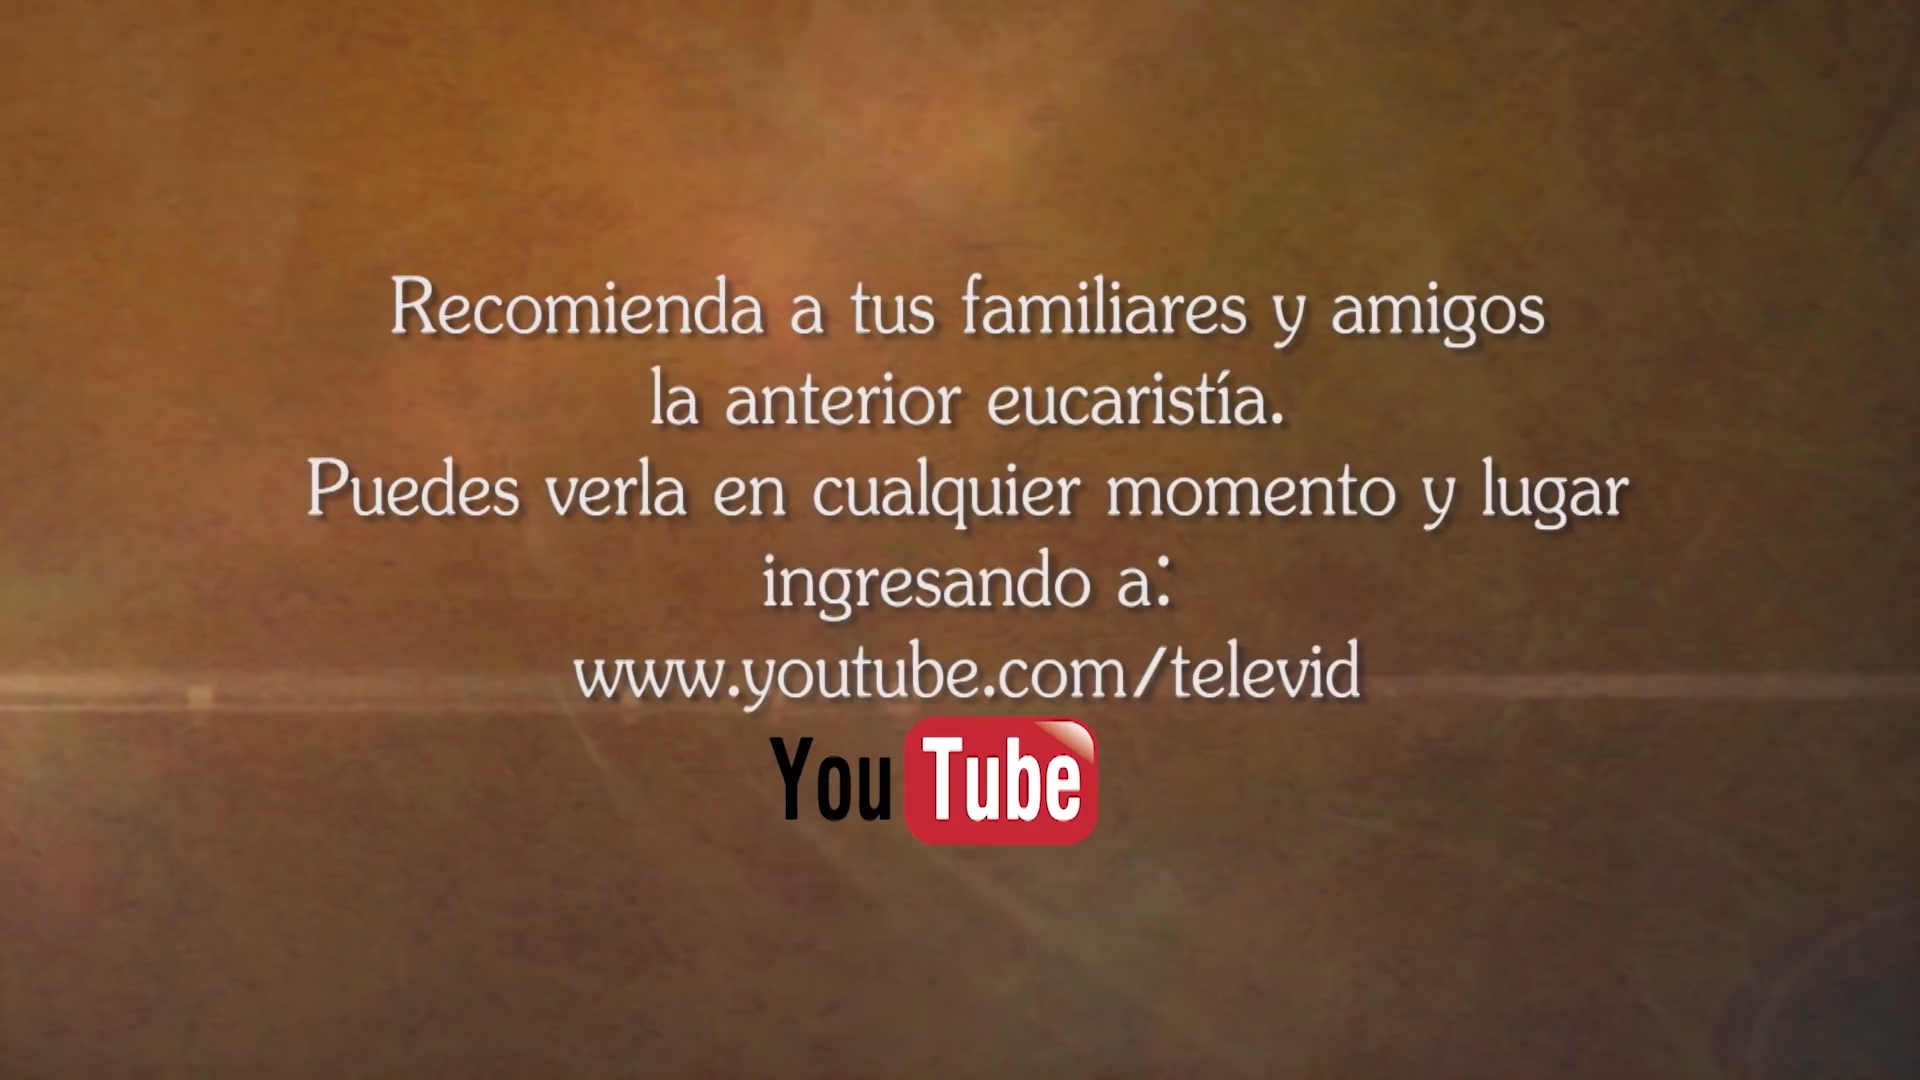 Recomienda a tus familiares y amigos
la anterior eucaristía.
Puedes verla en cualquier momento y lugar
ingresando a:
www.youtube.com/televid
YouTube